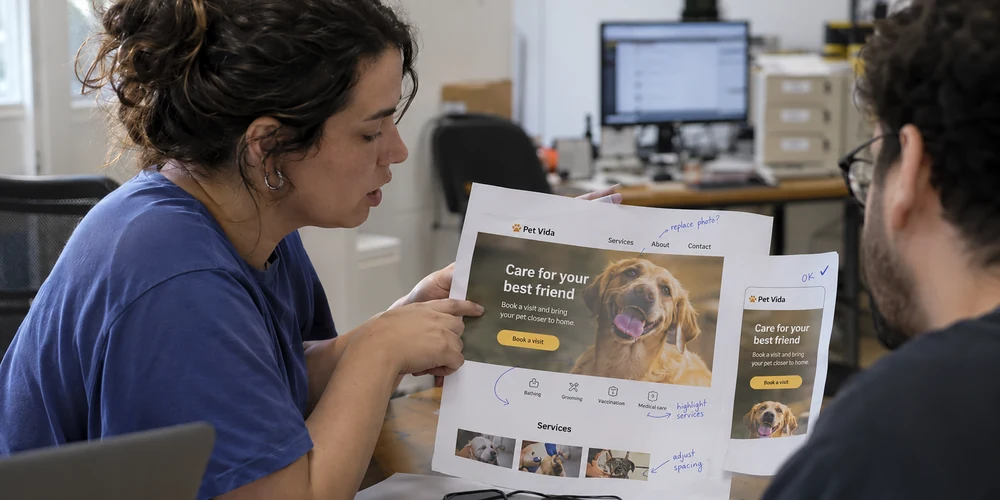 replace photo?
Pet Vida
Services About Contact
Care for your
best friend
Book a visit and bring
your pet closer to home.
Book a visit
Bathing Grooming Vaccination Medical care
highlight
services
Services
adjust
spacing
OK ✓
Pet Vida
Care for your
best friend
Book a visit and bring
your pet closer to home.
Book a visit